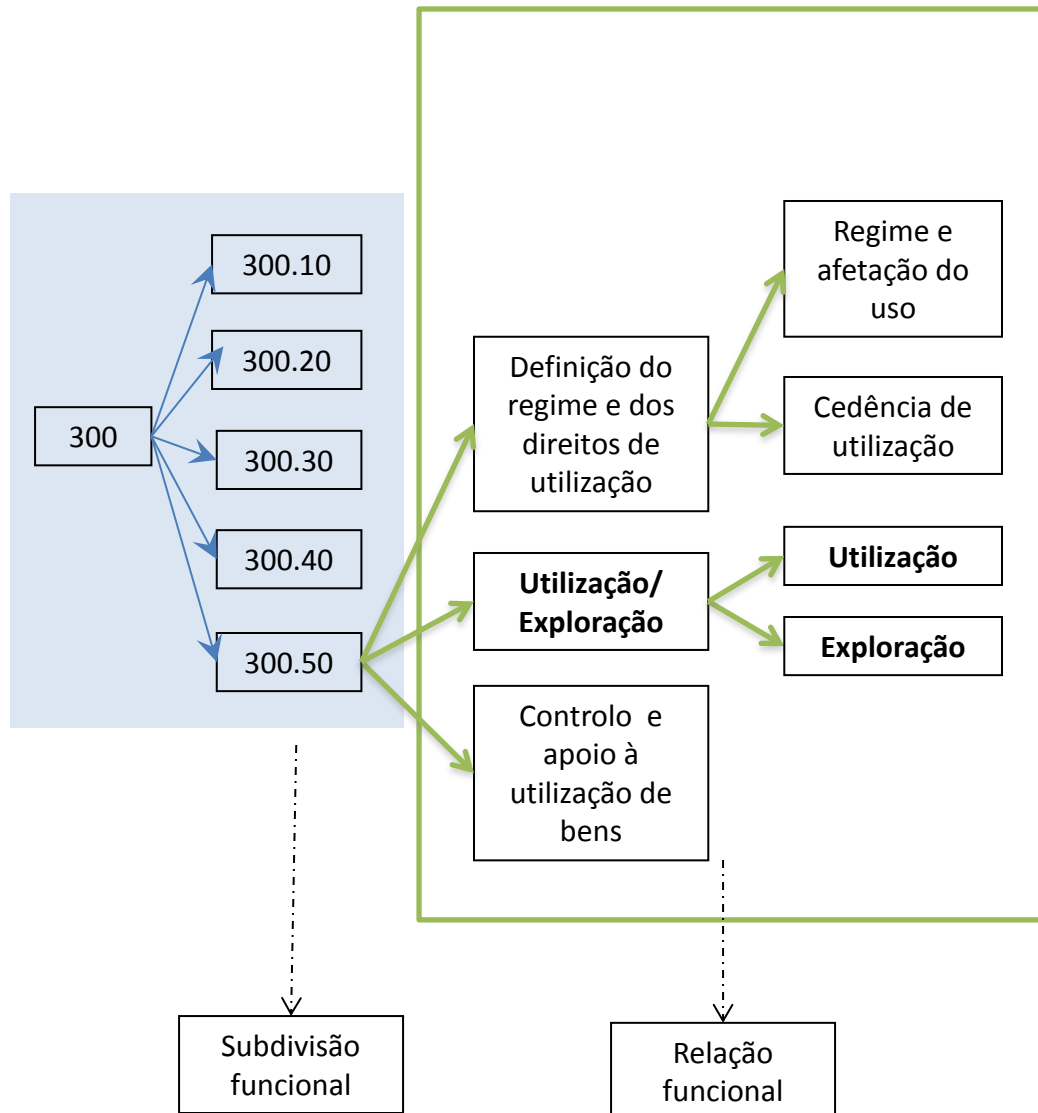 300
300.10
300.20
300.30
300.40
300.50
Definição do
regime e dos
direitos de
utilização
Utilização/
Exploração
Controlo e
apoio à
utilização de
bens
Regime e
afetação do
uso
Cedência de
utilização
Utilização
Exploração
Subdivisão
funcional
Relação
funcional